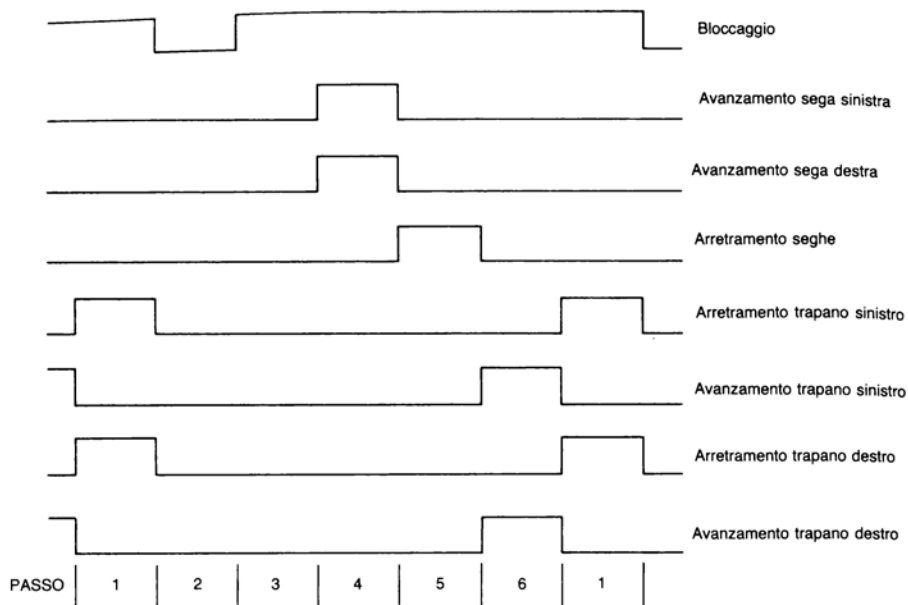 Bloccaggio
Avanzamento sega sinistra
Avanzamento sega destra
Arretramento seghe
Arretramento trapano sinistro
Avanzamento trapano sinistro
Arretramento trapano destro
Avanzamento trapano destro
PASSO 1 2 3 4 5 6 1